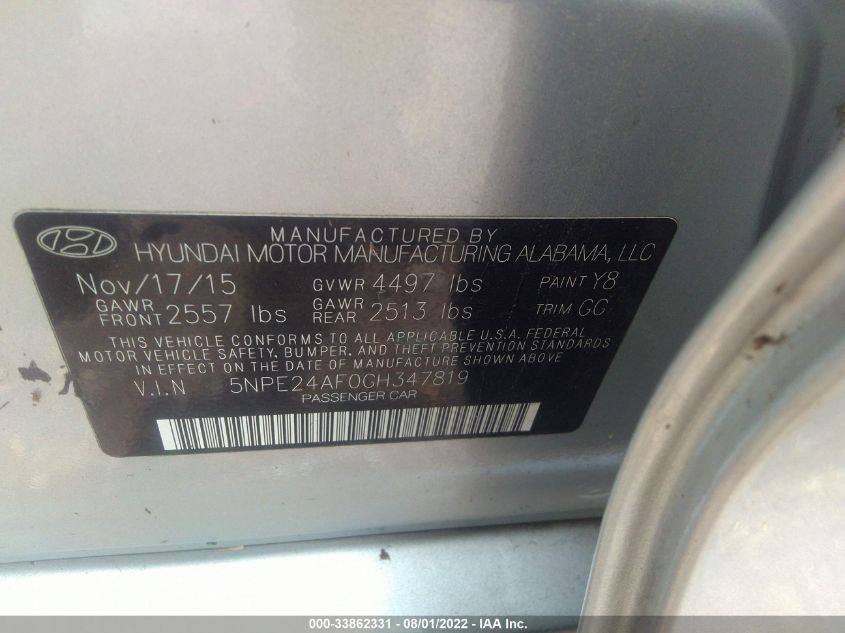 MANUFACTURED BY
HYUNDAI MOTOR MANUFACTURING ALABAMA, LLC
Nov/17/15 GVWR 4497 lbs PAINT Y8
GAWR FRONT 2557 lbs GAWR REAR 2513 lbs TRIM GG
THIS VEHICLE CONFORMS TO ALL APPLICABLE U.S.A. FEDERAL
MOTOR VEHICLE SAFETY, BUMPER, AND THEFT PREVENTION STANDARDS
IN EFFECT ON THE DATE OF MANUFACTURE SHOWN ABOVE
V.I.N 5NPE24AF0GH347819
PASSENGER CAR
000-33862331 - 08/01/2022 - IAA Inc.